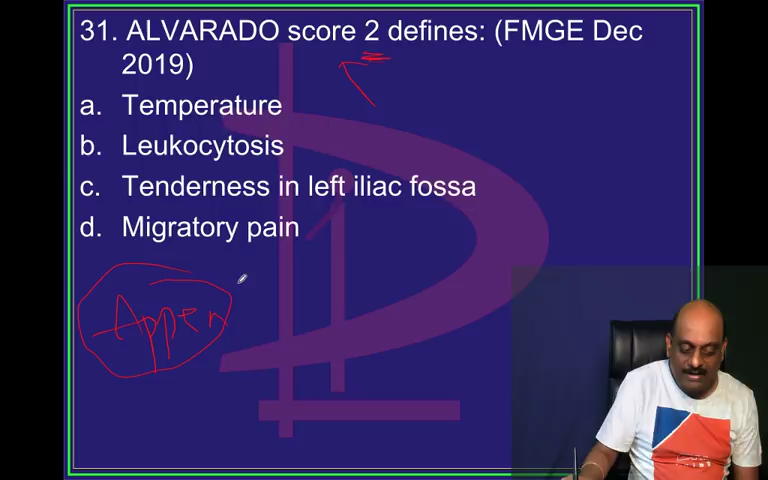 31. ALVARADO score 2 defines: (FMGE Dec
2019)
a. Temperature
b. Leukocytosis
c. Tenderness in left iliac fossa
d. Migratory pain
Appen